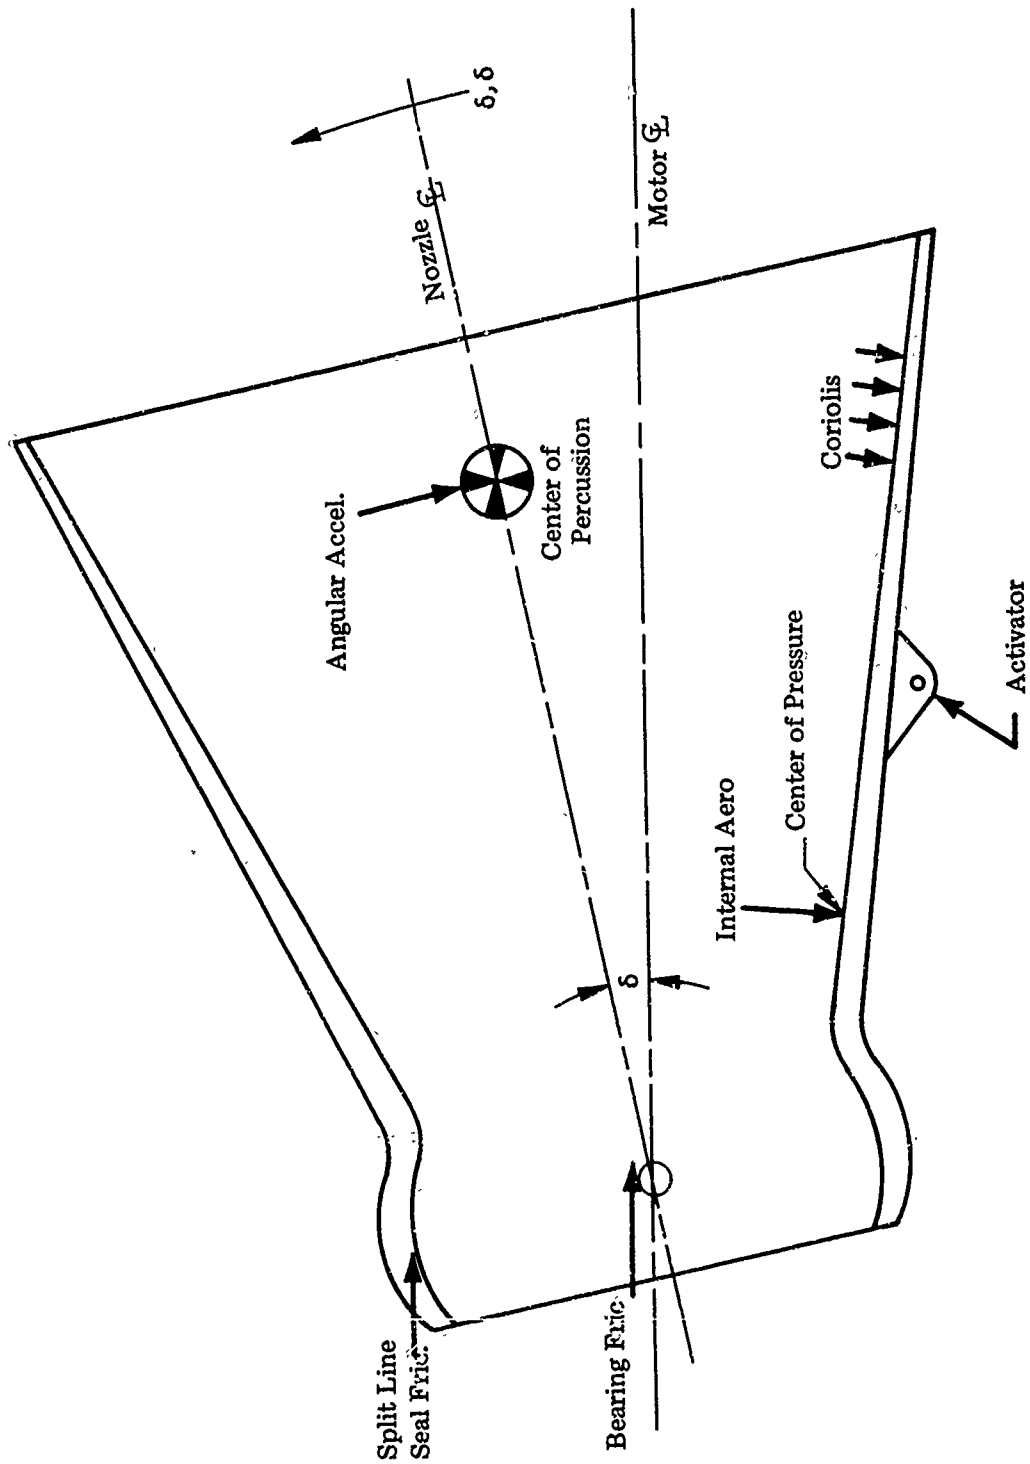 δ, δ
Nozzle ℄
Motor ℄
Angular Accel.
Center of
Percussion
Coriolis
Activator
Center of Pressure
Internal Aero
δ
Split Line
Seal Fric.
Bearing Fric